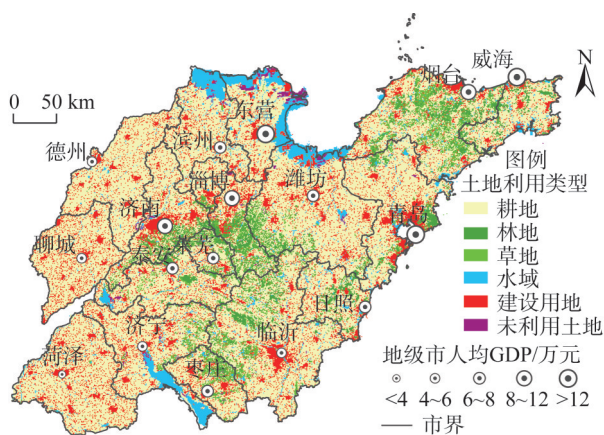 威海
烟台
N
0 50 km
东营
德州
滨州
图例
土地利用类型
淄博
潍坊
耕地
济南
青岛
林地
聊城
泰安
莱芜
草地
水域
日照
建设用地
济宁
临沂
未利用土地
菏泽
枣庄
地级市人均GDP/万元
<4 4~6 6~8 8~12 >12
市界